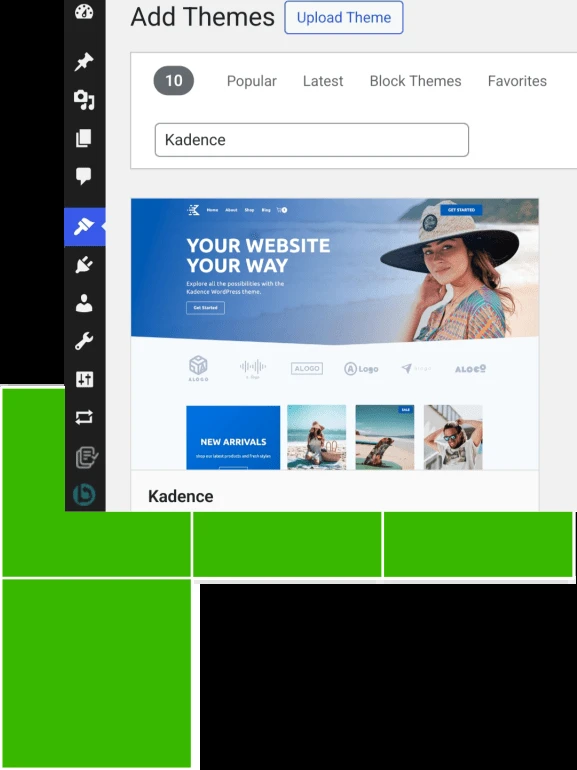 Add Themes Upload Theme
10 Popular Latest Block Themes Favorites
Kadence
Home About Shop Blog GET STARTED
YOUR WEBSITE
YOUR WAY
Explore all the possibilities with the
Kadence WordPress theme.
Get Started
ALOGO ALOGO Logo ALOGO
SALE
NEW ARRIVALS
shop our latest products and fresh styles
Kadence